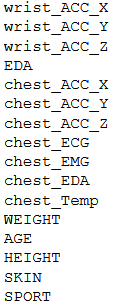 wrist_ACC_X
wrist_ACC_Y
wrist_ACC_Z
EDA
chest_ACC_X
chest_ACC_Y
chest_ACC_Z
chest_ECG
chest_EMG
chest_EDA
chest_Temp
WEIGHT
AGE
HEIGHT
SKIN
SPORT